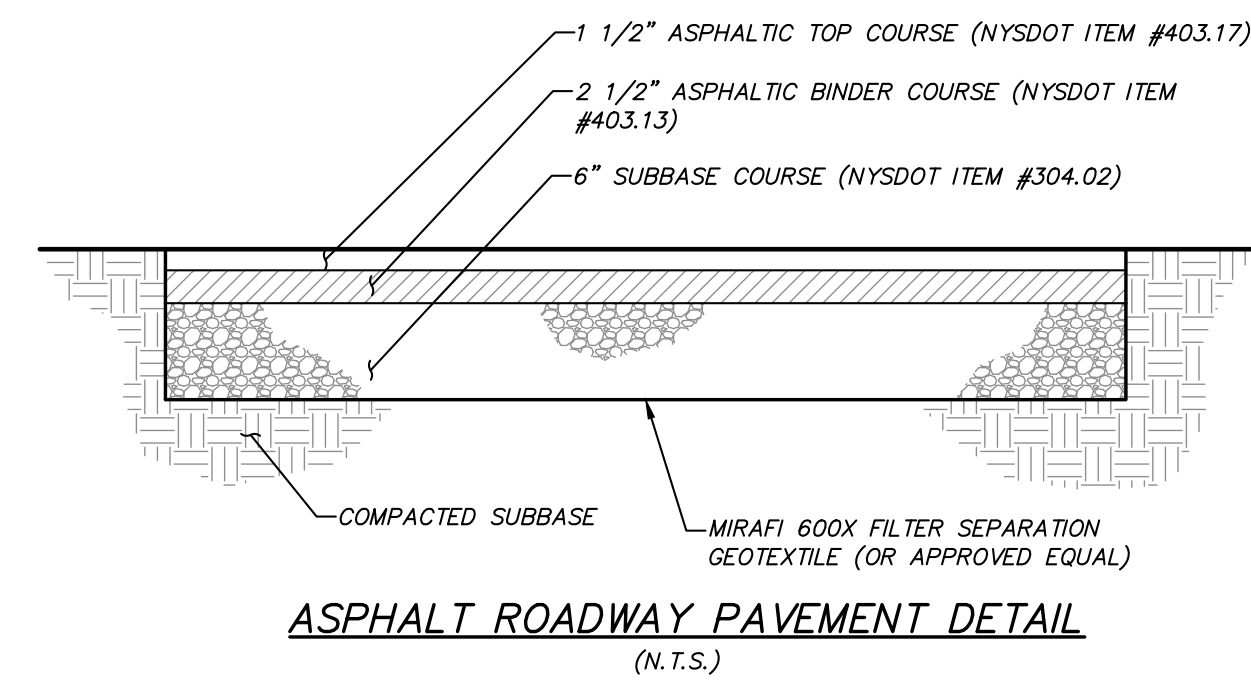 1 1/2" ASPHALTIC TOP COURSE (NYSDOT ITEM #403.17)
2 1/2" ASPHALTIC BINDER COURSE (NYSDOT ITEM
#403.13)
6" SUBBASE COURSE (NYSDOT ITEM #304.02)
COMPACTED SUBBASE
MIRAFI 600X FILTER SEPARATION
GEOTEXTILE (OR APPROVED EQUAL)
ASPHALT ROADWAY PAVEMENT DETAIL
(N.T.S.)